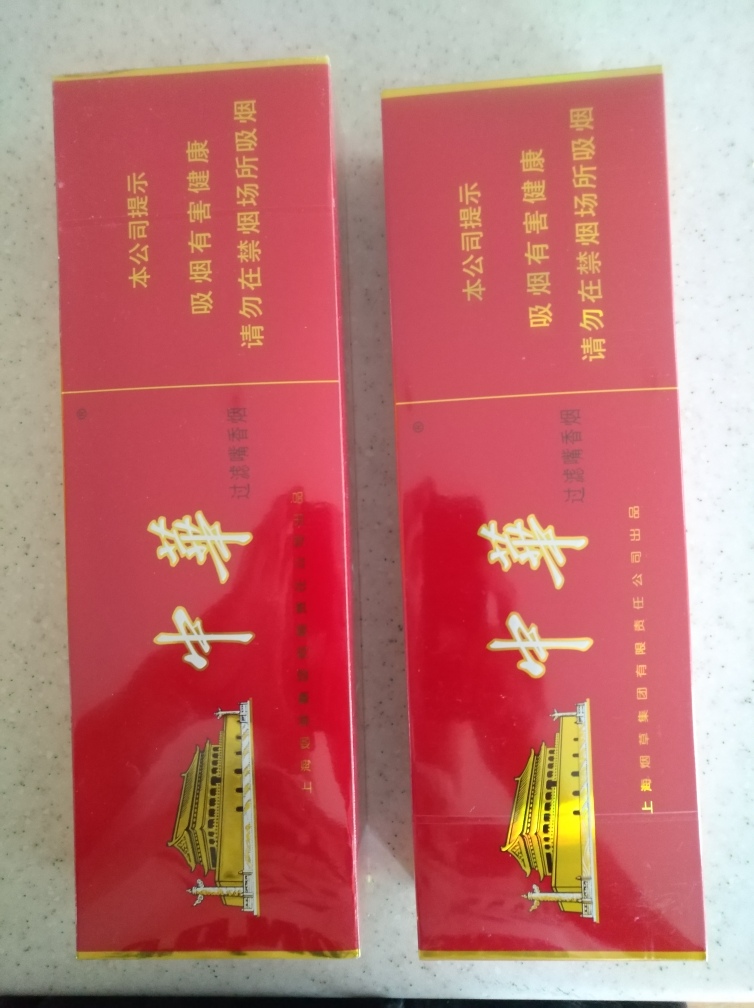 本公司提示
吸烟有害健康
请勿在禁烟场所吸烟
®
过滤嘴香烟
中华
上海烟草集团有限责任公司出品
本公司提示
吸烟有害健康
请勿在禁烟场所吸烟
®
过滤嘴香烟
中华
上海烟草集团有限责任公司出品